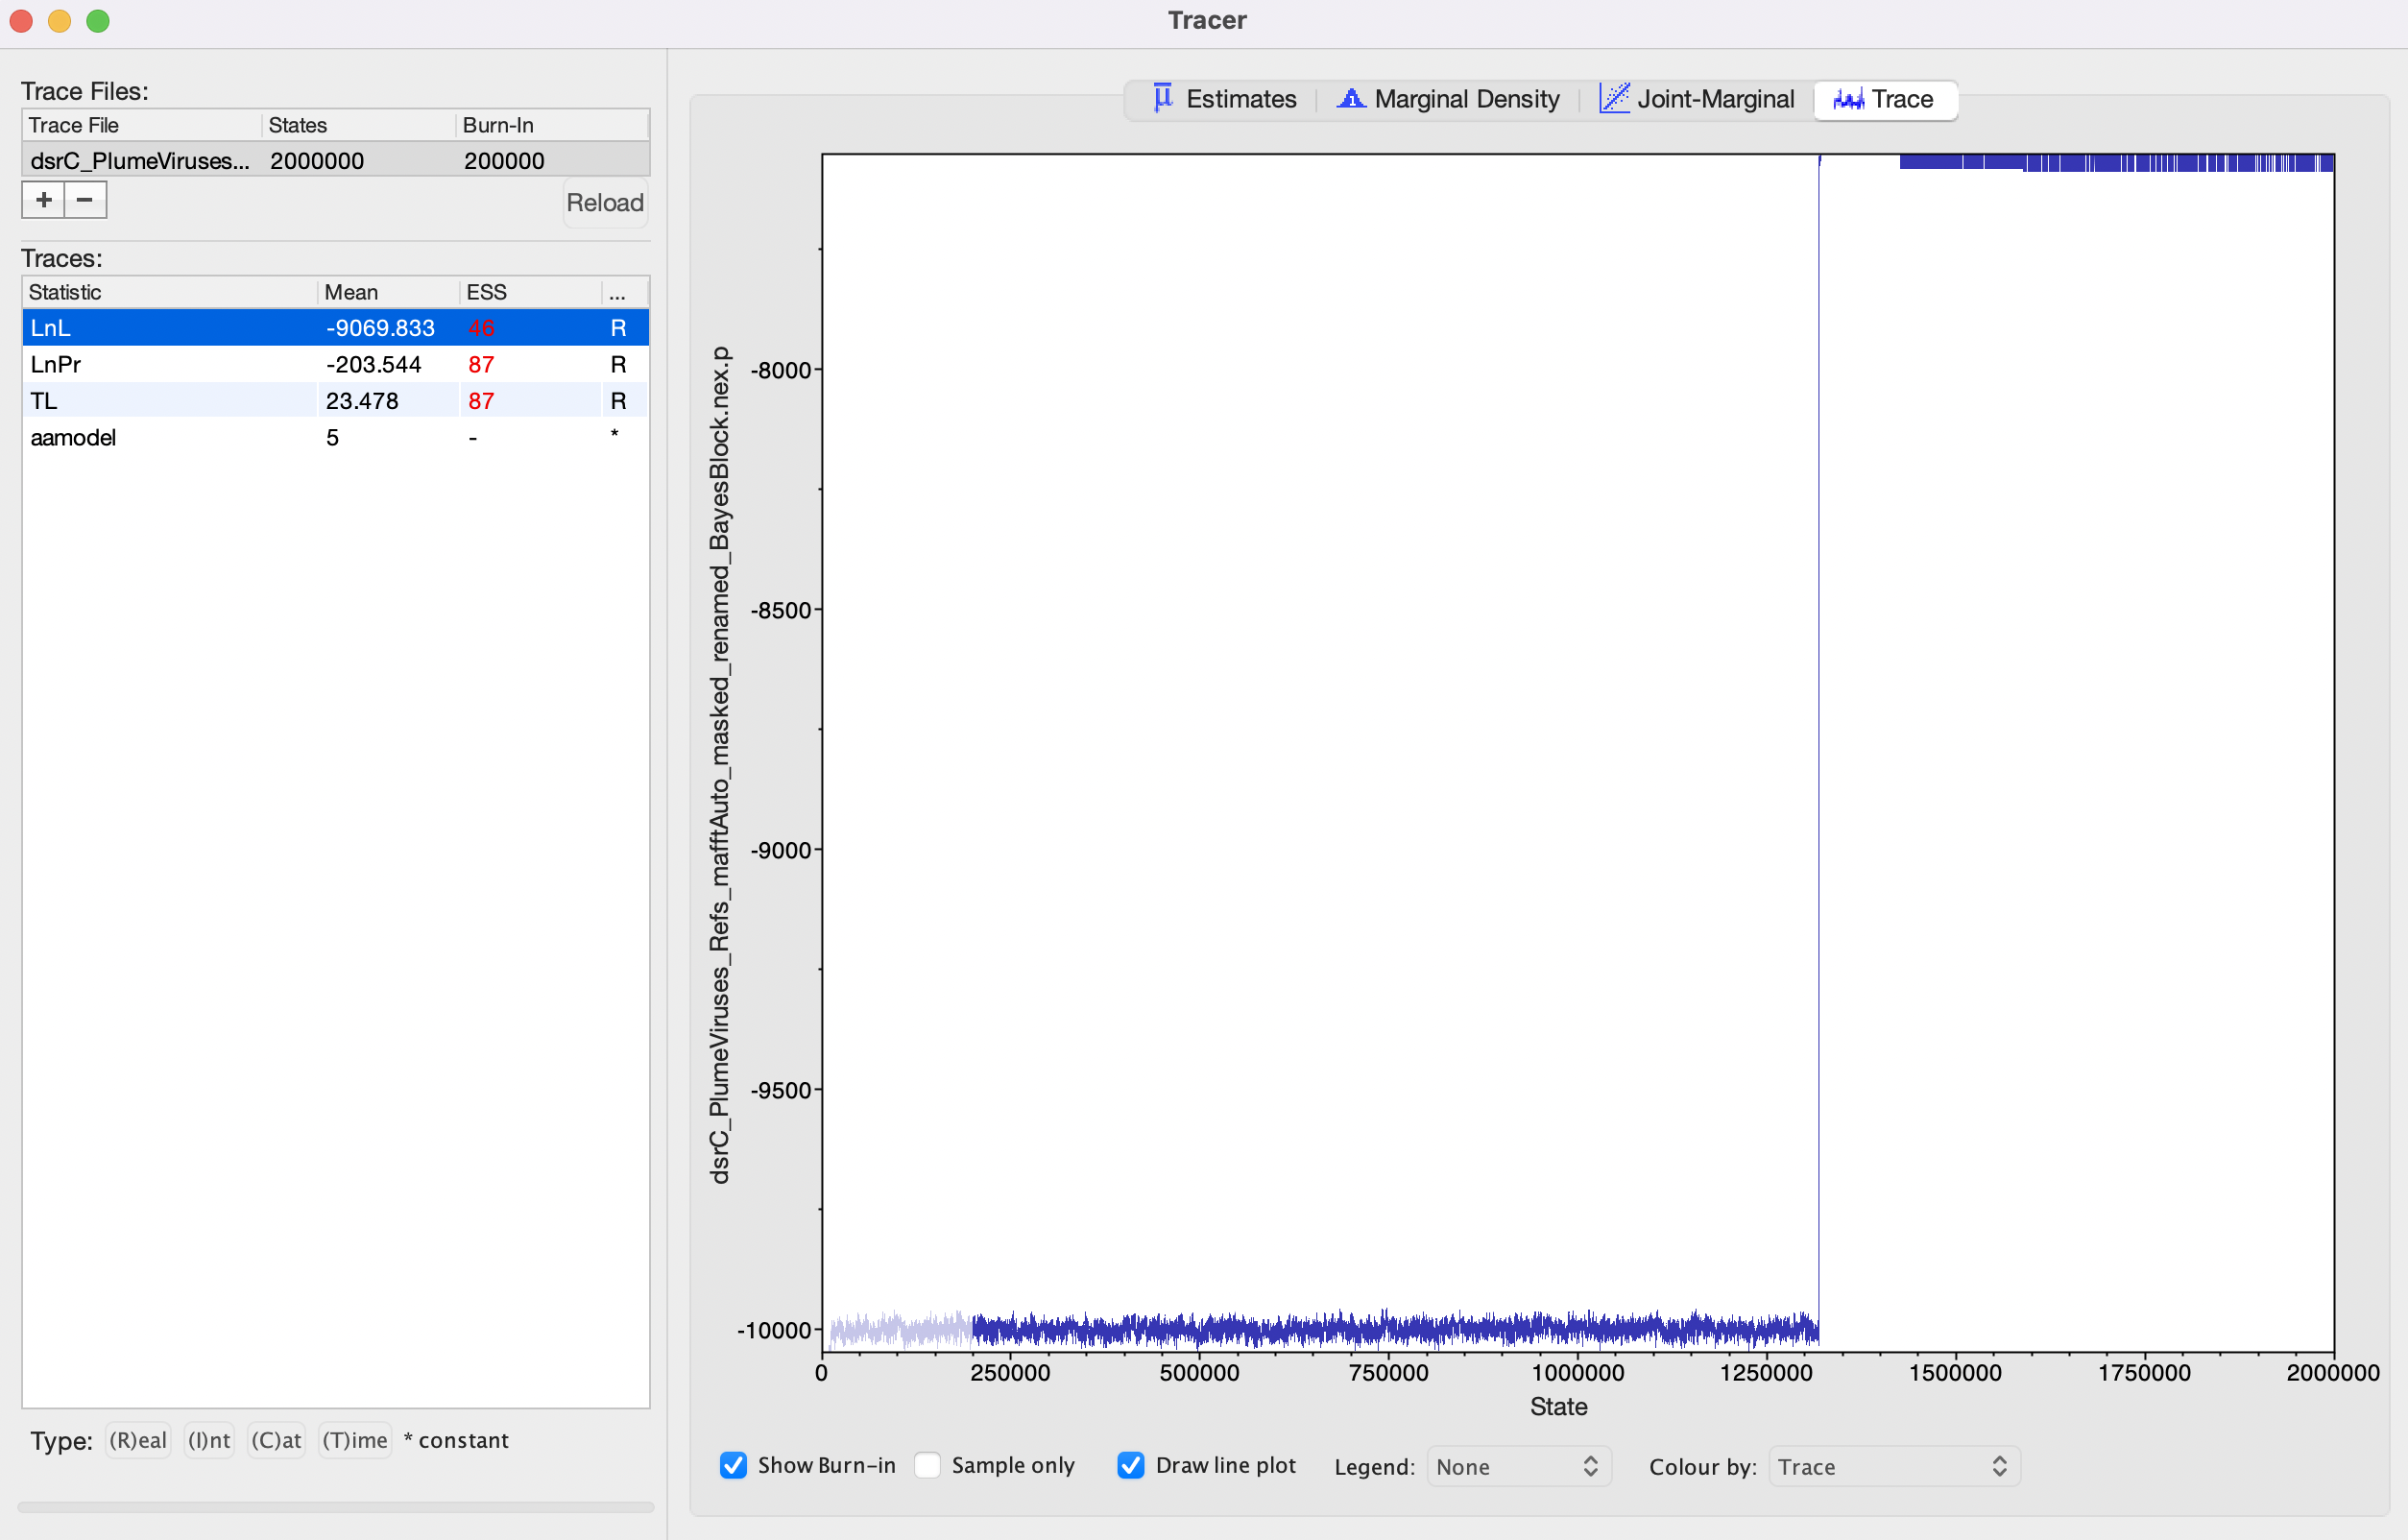 Tracer
Trace Files:
Trace File States Burn-In
dsrC_PlumeViruses... 2000000 200000
+ −
Reload
Traces:
Statistic Mean ESS ...
LnL -9069.833 46 R
LnPr -203.544 87 R
TL 23.478 87 R
aamodel 5 - *
Type: (R)eal (I)nt (C)at (T)ime * constant
Estimates Marginal Density Joint-Marginal Trace
dsrC_PlumeViruses_Refs_mafftAuto_masked_renamed_BayesBlock.nex.p
-8000
-8500
-9000
-9500
-10000
0 250000 500000 750000 1000000 1250000 1500000 1750000 2000000
State
Show Burn-in Sample only Draw line plot Legend: None Colour by: Trace